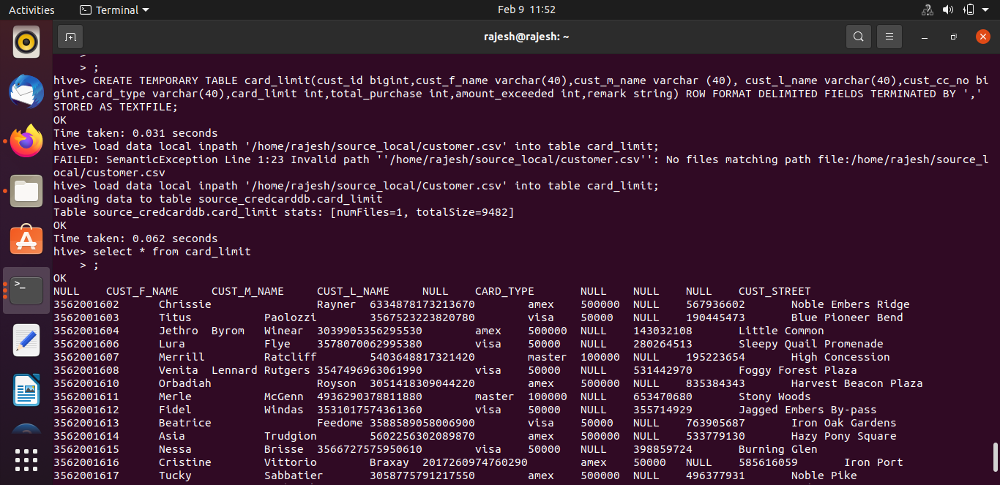 Activities Terminal Feb 9 11:52
rajesh@rajesh: ~
>
> ;
hive> CREATE TEMPORARY TABLE card_limit(cust_id bigint,cust_f_name varchar(40),cust_m_name varchar (40), cust_l_name varchar(40),cust_cc_no bi
gint,card_type varchar(40),card_limit int,total_purchase int,amount_exceeded int,remark string) ROW FORMAT DELIMITED FIELDS TERMINATED BY ','
STORED AS TEXTFILE;
OK
Time taken: 0.031 seconds
hive> load data local inpath '/home/rajesh/source_local/customer.csv' into table card_limit;
FAILED: SemanticException Line 1:23 Invalid path ''/home/rajesh/source_local/customer.csv'': No files matching path file:/home/rajesh/source_l
ocal/customer.csv
hive> load data local inpath '/home/rajesh/source_local/Customer.csv' into table card_limit;
Loading data to table source_credcarddb.card_limit
Table source_credcarddb.card_limit stats: [numFiles=1, totalSize=9482]
OK
Time taken: 0.062 seconds
hive> select * from card_limit
> ;
OK
NULL CUST_F_NAME CUST_M_NAME CUST_L_NAME NULL CARD_TYPE NULL NULL NULL CUST_STREET
3562001602 Chrissie Rayner 6334878173213670 amex 500000 NULL 567936602 Noble Embers Ridge
3562001603 Titus Paolozzi 3567523223820780 visa 50000 NULL 190445473 Blue Pioneer Bend
3562001604 Jethro Byrom Winear 3039905356295530 amex 500000 NULL 143032108 Little Common
3562001606 Lura Flye 3578070062995380 visa 50000 NULL 280264513 Sleepy Quail Promenade
3562001607 Merrill Ratcliff 5403648817321420 master 100000 NULL 195223654 High Concession
3562001608 Venita Lennard Rutgers 3547496963061990 visa 50000 NULL 531442970 Foggy Forest Plaza
3562001610 Orbadiah Royson 3051418309044220 amex 500000 NULL 835384343 Harvest Beacon Plaza
3562001611 Merle McGenn 4936290378811880 master 100000 NULL 653470680 Stony Woods
3562001612 Fidel Windas 3531017574361360 visa 50000 NULL 355714929 Jagged Embers By-pass
3562001613 Beatrice Feedome 3588589058006900 visa 50000 NULL 763905687 Iron Oak Gardens
3562001614 Asia Trudgion 5602256302089870 amex 500000 NULL 533779130 Hazy Pony Square
3562001615 Nessa Brisse 3566727575950610 visa 50000 NULL 398859724 Burning Glen
3562001616 Cristine Vittorio Braxay 2017260974760290 amex 50000 NULL 585616059 Iron Port
3562001617 Tucky Sabbatier 3058775791217550 amex 500000 NULL 496377931 Noble Pike